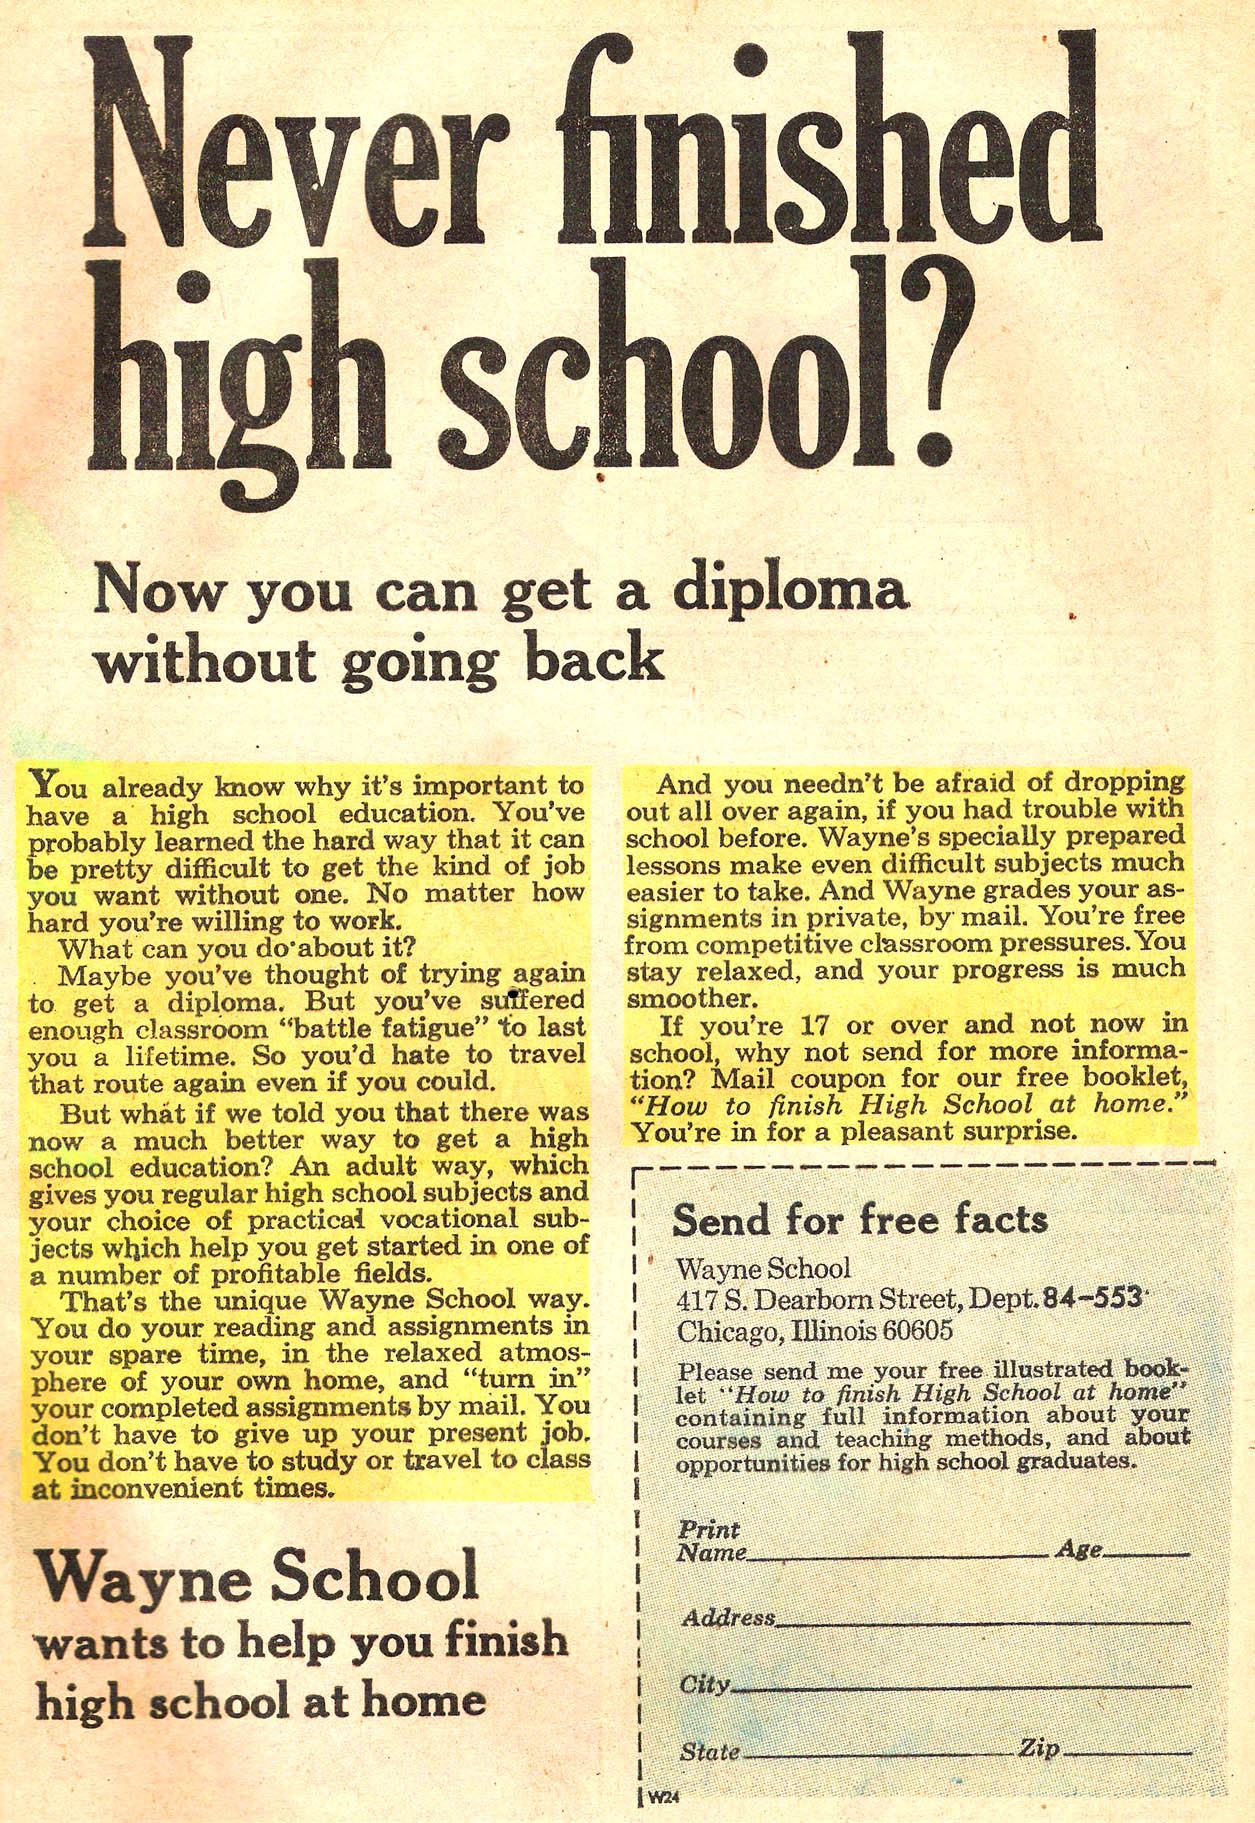 Never finished
high school?
Now you can get a diploma
without going back
You already know why it's important to
have a high school education. You've
probably learned the hard way that it can
be pretty difficult to get the kind of job
you want without one. No matter how
hard you're willing to work.
What can you do about it?
Maybe you've thought of trying again
to get a diploma. But you've suffered
enough classroom “battle fatigue” to last
you a lifetime. So you'd hate to travel
that route again even if you could.
But what if we told you that there was
now a much better way to get a high
school education? An adult way, which
gives you regular high school subjects and
your choice of practical vocational sub-
jects which help you get started in one of
a number of profitable fields.
That's the unique Wayne School way.
You do your reading and assignments in
your spare time, in the relaxed atmos-
phere of your own home, and “turn in”
your completed assignments by mail. You
don't have to give up your present job.
You don't have to study or travel to class
at inconvenient times.
Wayne School
wants to help you finish
high school at home
And you needn't be afraid of dropping
out all over again, if you had trouble with
school before. Wayne's specially prepared
lessons make even difficult subjects much
easier to take. And Wayne grades your as-
signments in private, by mail. You're free
from competitive classroom pressures. You
stay relaxed, and your progress is much
smoother.
If you're 17 or over and not now in
school, why not send for more informa-
tion? Mail coupon for our free booklet,
“How to finish High School at home.”
You're in for a pleasant surprise.
Send for free facts
Wayne School
417 S. Dearborn Street, Dept. 84-553
Chicago, Illinois 60605
Please send me your free illustrated book-
let “How to finish High School at home”
containing full information about your
courses and teaching methods, and about
opportunities for high school graduates.
Print
Name Age
Address
City
State Zip
W24